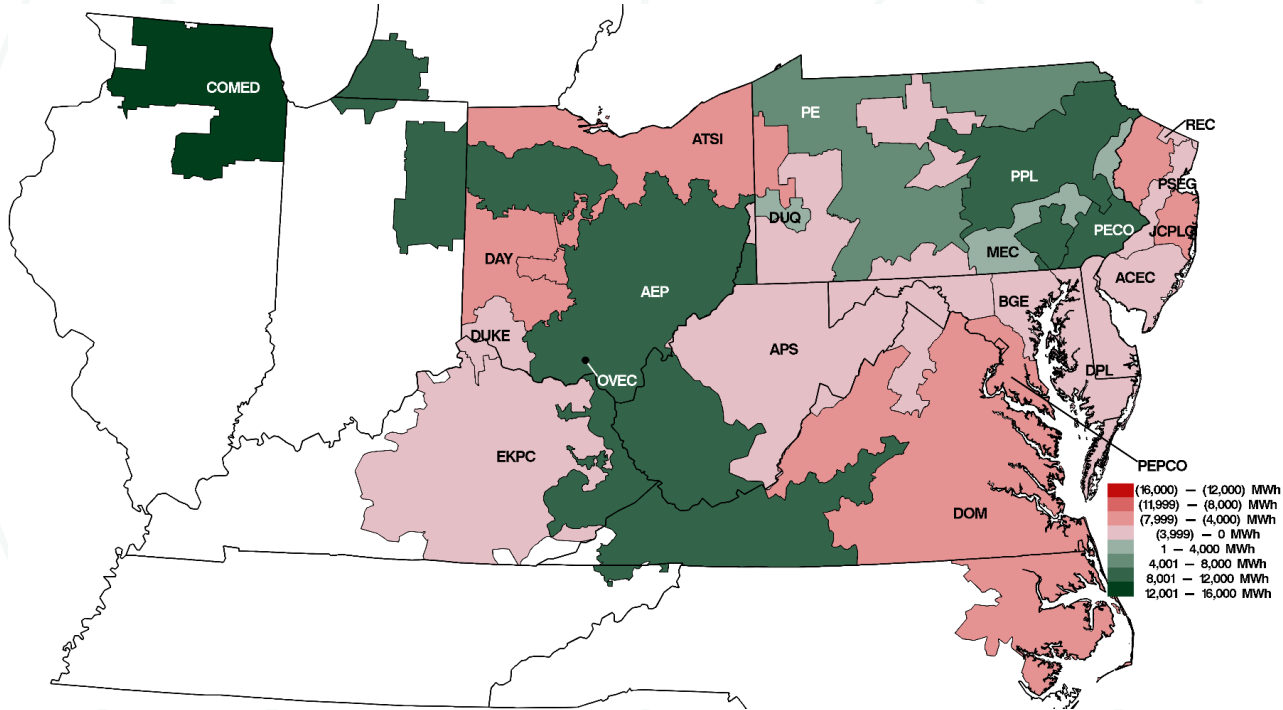 COMED
PE
ATSI
REC
PPL
PSEG
DUQ
PECO
JCPLC
MEC
DAY
ACEC
AEP
BGE
DUKE
APS
DPL
OVEC
EKPC
PEPCO
DOM
(16,000) – (12,000) MWh
(11,999) – (8,000) MWh
(7,999) – (4,000) MWh
(3,999) – 0 MWh
1 – 4,000 MWh
4,001 – 8,000 MWh
8,001 – 12,000 MWh
12,001 – 16,000 MWh